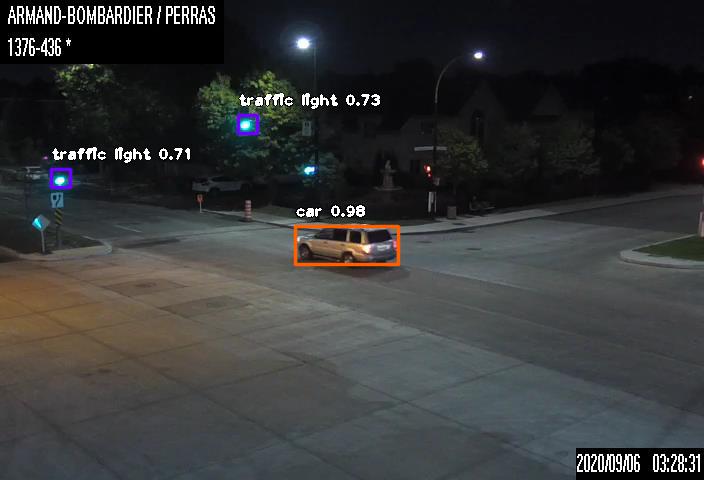 ARMAND-BOMBARDIER / PERRAS
1376-436 *
traffic light 0.73
traffic light 0.71
car 0.98
2020/09/06 03:28:31